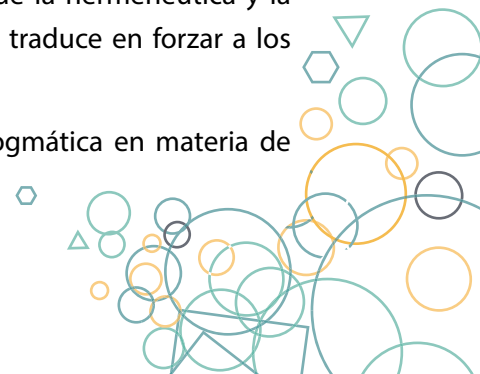 de la hermenéutica y la
traduce en forzar a los
ogmática en materia de